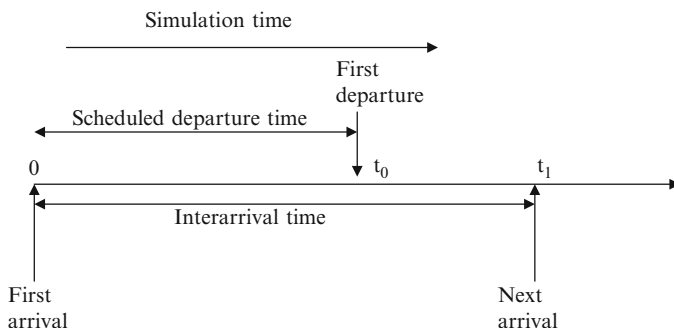 Simulation time
First
departure
Scheduled departure time
0
t₀
t₁
Interarrival time
First
arrival
Next
arrival